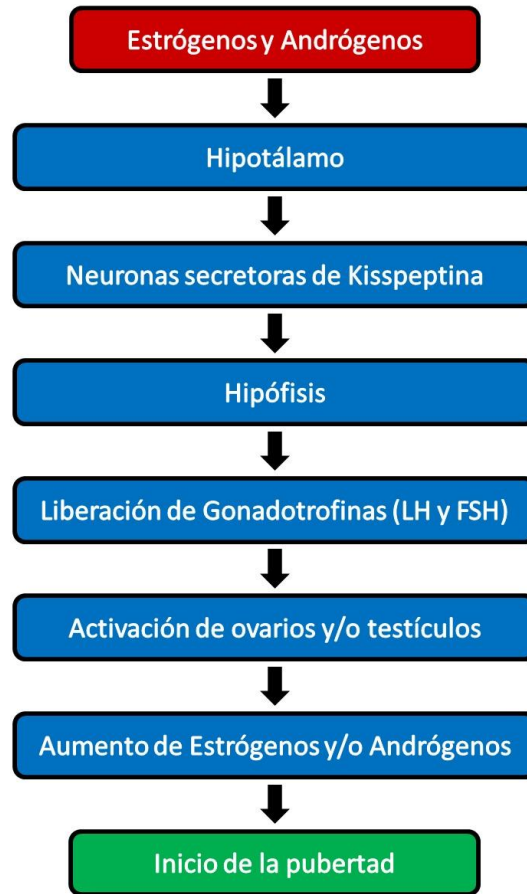 Estrógenos y Andrógenos
Hipotálamo
Neuronas secretoras de Kisspeptina
Hipófisis
Liberación de Gonadotrofinas (LH y FSH)
Activación de ovarios y/o testículos
Aumento de Estrógenos y/o Andrógenos
Inicio de la pubertad